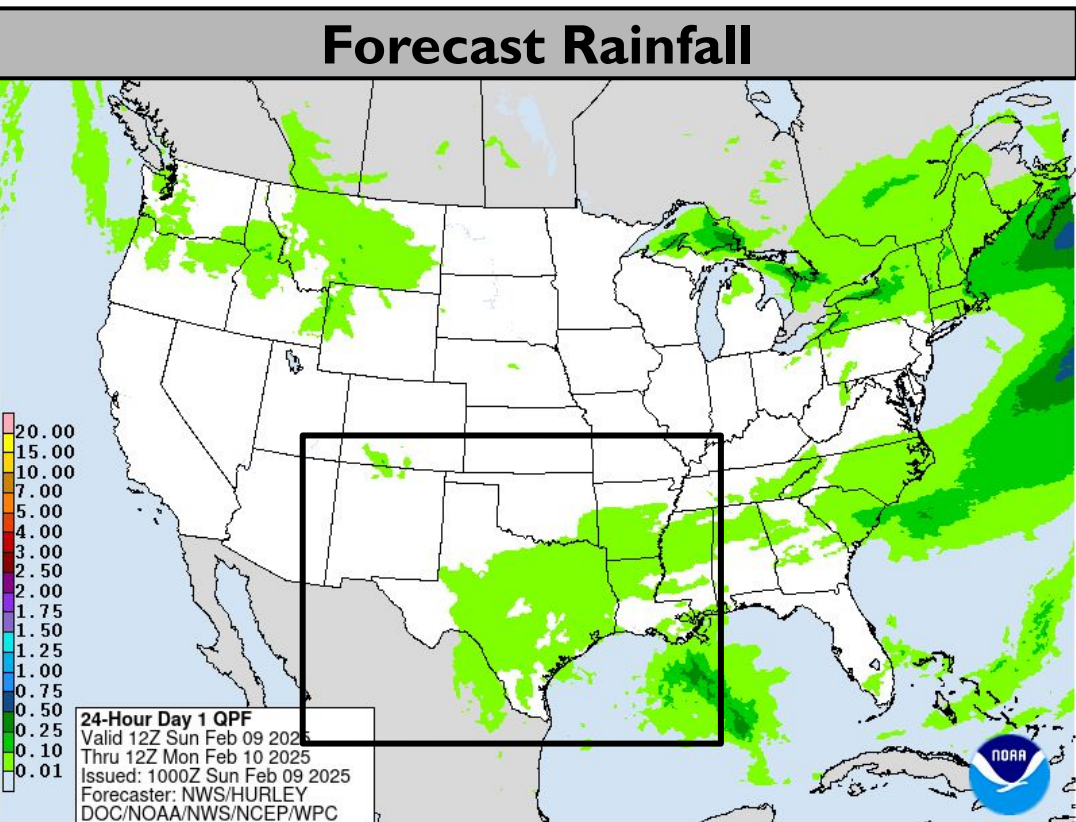 Forecast Rainfall
20.00
15.00
10.00
7.00
5.00
4.00
3.00
2.50
2.00
1.75
1.50
1.25
1.00
0.75
0.50
0.25
0.10
0.01
24-Hour Day 1 QPF
Valid 12Z Sun Feb 09 2025
Thru 12Z Mon Feb 10 2025
Issued: 1000Z Sun Feb 09 2025
Forecaster: NWS/HURLEY
DOC/NOAA/NWS/NCEP/WPC
NOAA